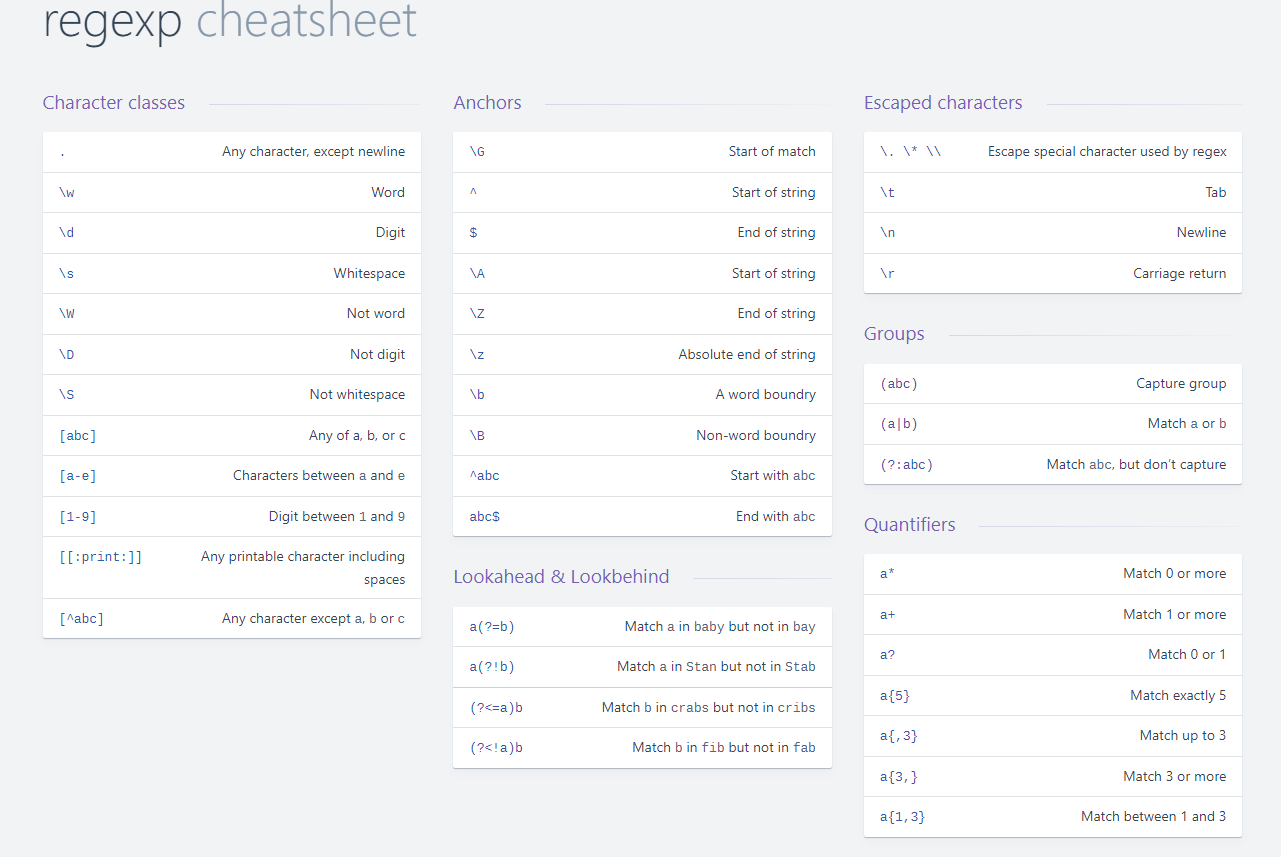 regexp cheatsheet
Character classes
. Any character, except newline
\w Word
\d Digit
\s Whitespace
\W Not word
\D Not digit
\S Not whitespace
[abc] Any of a, b, or c
[a-e] Characters between a and e
[1-9] Digit between 1 and 9
[[:print:]] Any printable character including
spaces
[^abc] Any character except a, b or c
Anchors
\G Start of match
^ Start of string
$ End of string
\A Start of string
\Z End of string
\z Absolute end of string
\b A word boundry
\B Non-word boundry
^abc Start with abc
abc$ End with abc
Lookahead & Lookbehind
a(?=b) Match a in baby but not in bay
a(?!b) Match a in Stan but not in Stab
(?<=a)b Match b in crabs but not in cribs
(?<!a)b Match b in fib but not in fab
Escaped characters
\. \* \\ Escape special character used by regex
\t Tab
\n Newline
\r Carriage return
Groups
(abc) Capture group
(a|b) Match a or b
(?:abc) Match abc, but don’t capture
Quantifiers
a* Match 0 or more
a+ Match 1 or more
a? Match 0 or 1
a{5} Match exactly 5
a{,3} Match up to 3
a{3,} Match 3 or more
a{1,3} Match between 1 and 3